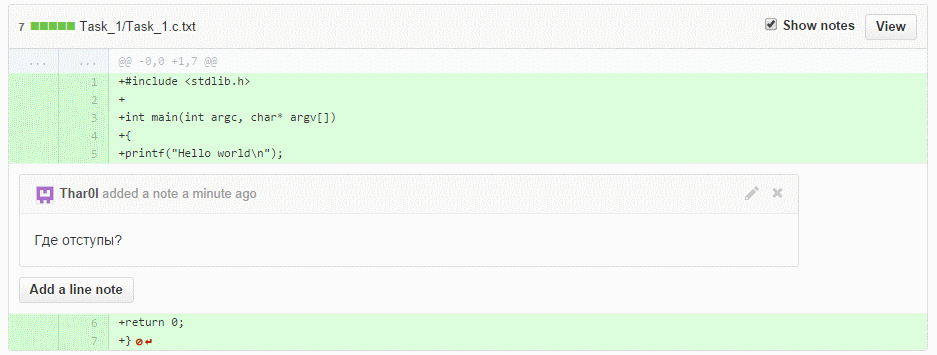 7 Task_1/Task_1.c.txt Show notes View
... ... @@ -0,0 +1,7 @@
1 +#include <stdlib.h>
2 +
3 +int main(int argc, char* argv[])
4 +{
5 +printf("Hello world\n");
Thar0l added a note a minute ago
Где отступы?
Add a line note
6 +return 0;
7 +}